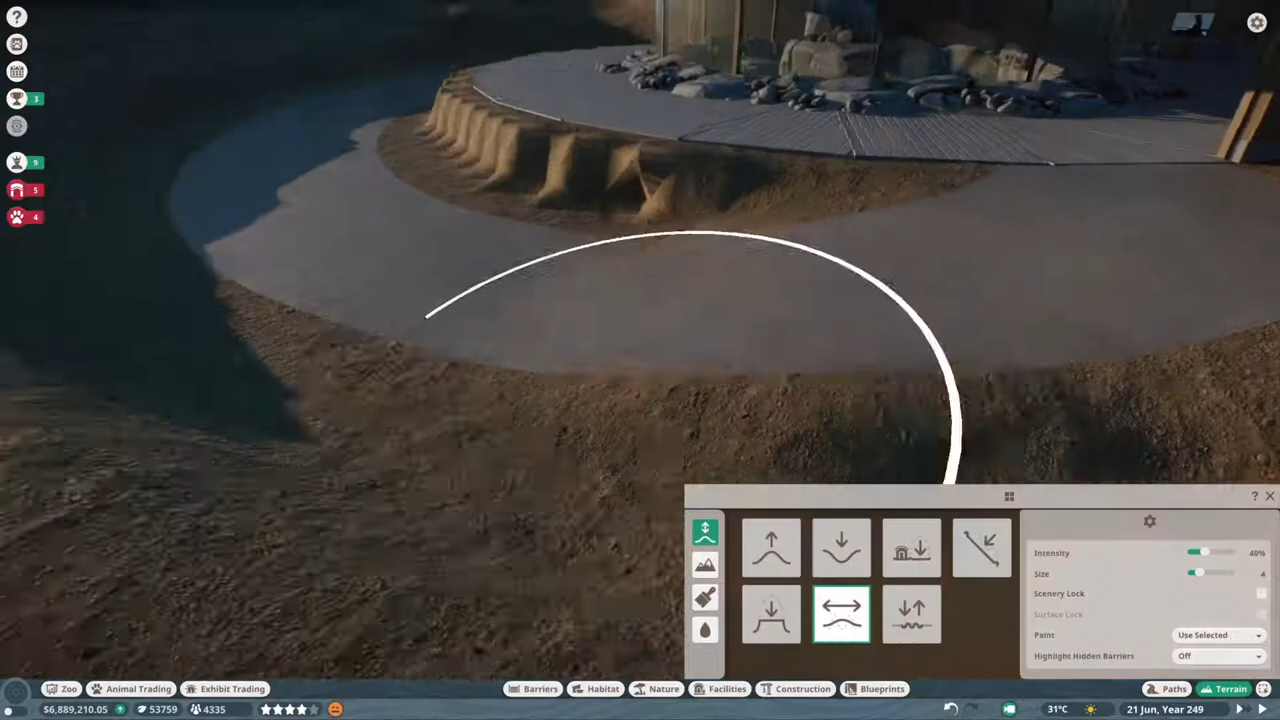 ?
3
9
5
4
? ×
Intensity 40%
Size 4
Scenery Lock
Surface Lock
Paint Use Selected
Highlight Hidden Barriers Off
Zoo Animal Trading Exhibit Trading Barriers Habitat Nature Facilities Construction Blueprints Paths Terrain
$6,889,210.05 53759 4335 31°C 21 Jun, Year 249